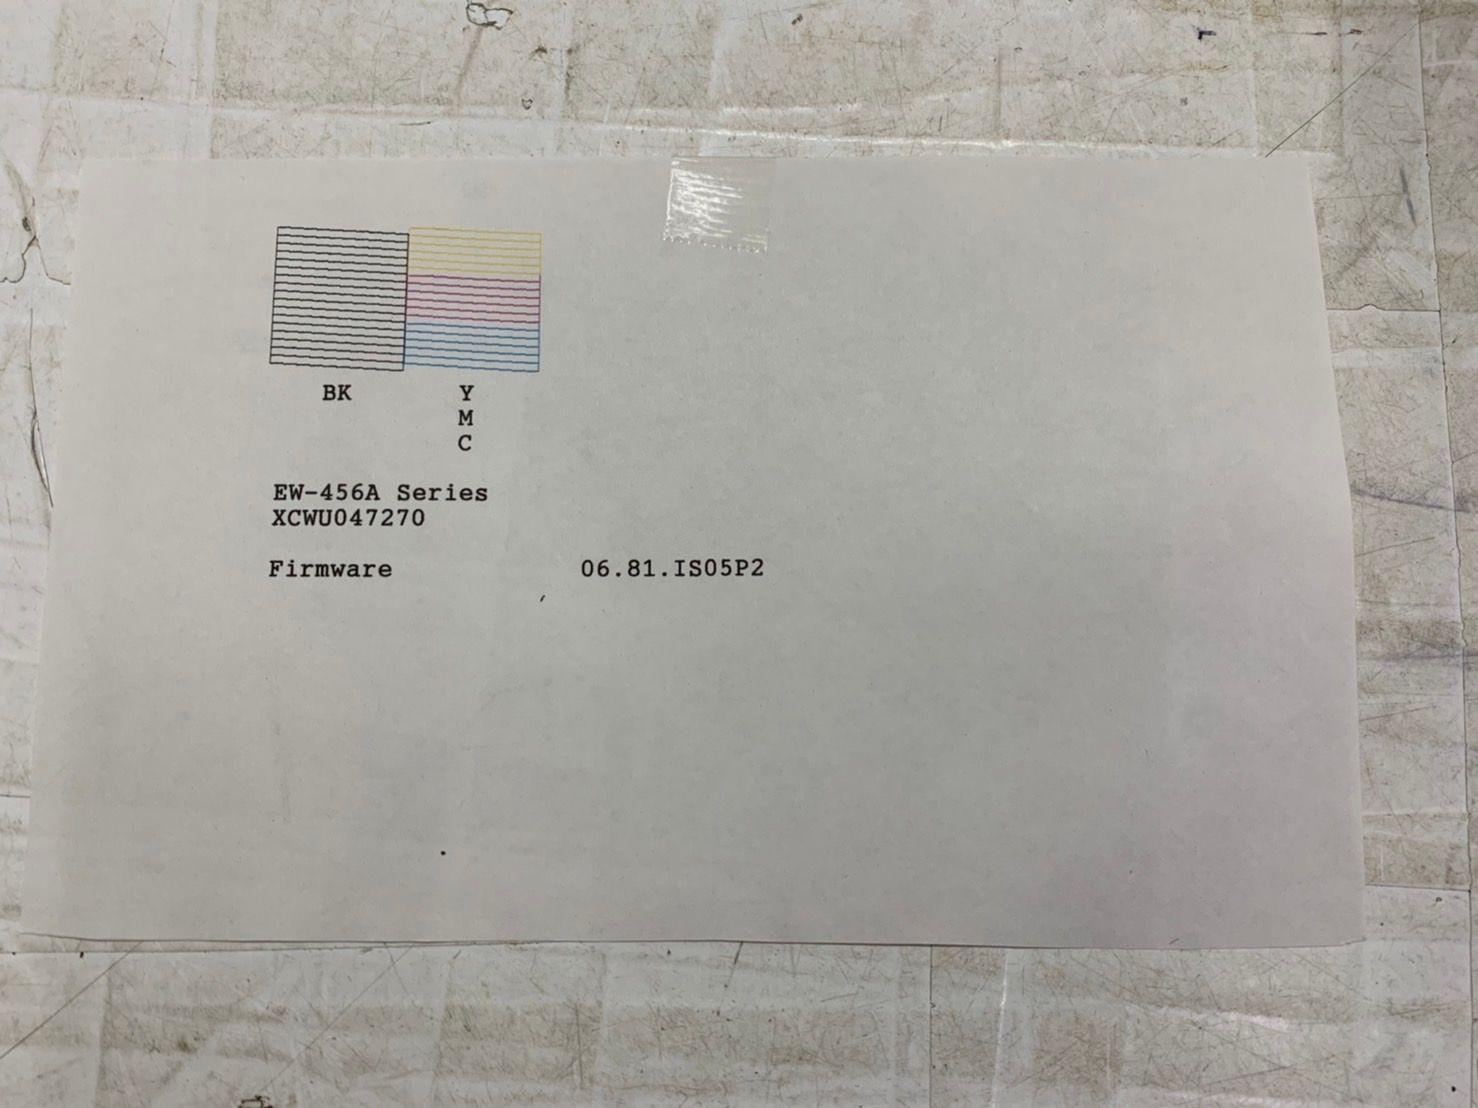 BK
Y
M
C
EW-456A Series
XCWU047270
Firmware 06.81.IS05P2